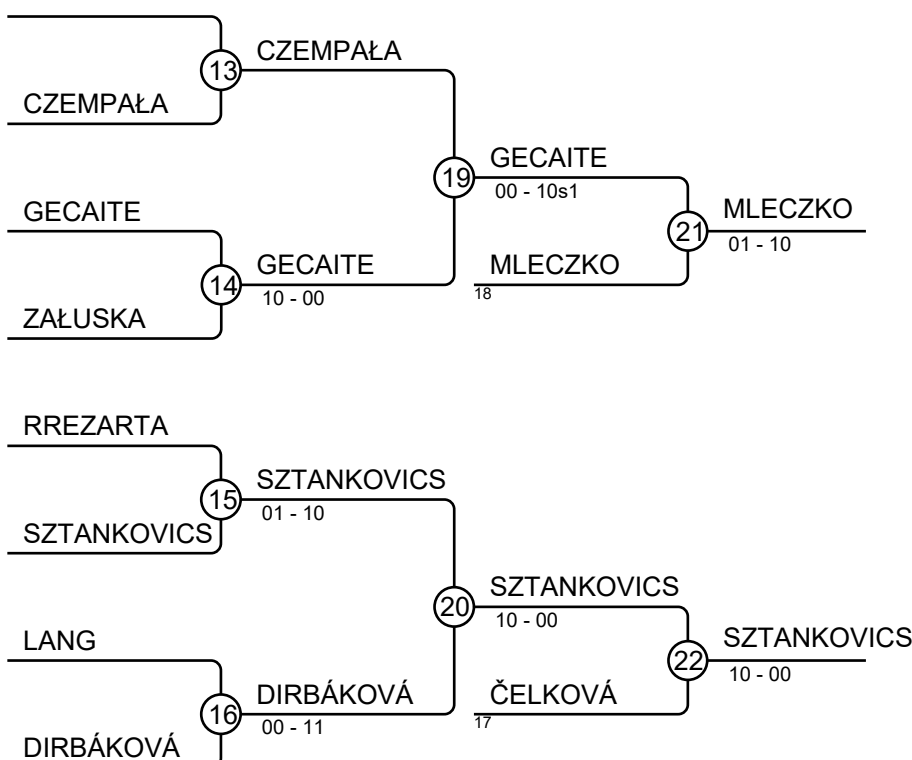 CZEMPAŁA
13
CZEMPAŁA
GECAITE
19
00 - 10s1
GECAITE
MLECZKO
21
01 - 10
GECAITE
MLECZKO
14
10 - 00
18
ZAŁUSKA
RREZARTA
SZTANKOVICS
15
01 - 10
SZTANKOVICS
SZTANKOVICS
20
10 - 00
LANG
SZTANKOVICS
22
10 - 00
DIRBÁKOVÁ
ČELKOVÁ
16
00 - 11
17
DIRBÁKOVÁ